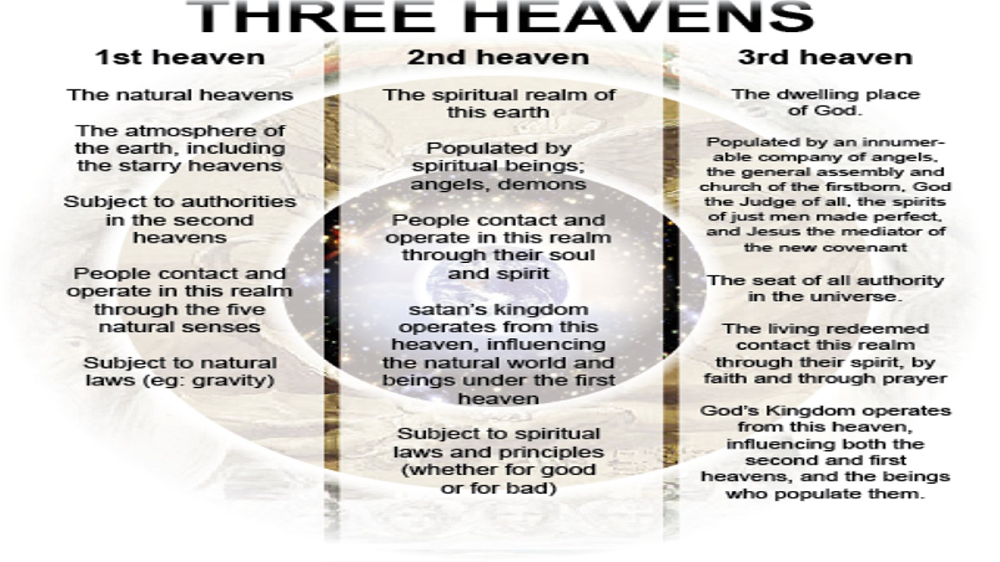 THREE HEAVENS
1st heaven
The natural heavens
The atmosphere of
the earth, including
the starry heavens
Subject to authorities
in the second
heavens
People contact and
operate in this realm
through the five
natural senses
Subject to natural
laws (eg: gravity)
2nd heaven
The spiritual realm of
this earth
Populated by
spiritual beings;
angels, demons
People contact and
operate in this realm
through their soul
and spirit
satan's kingdom
operates from this
heaven, influencing
the natural world and
beings under the first
heaven
Subject to spiritual
laws and principles
(whether for good
or for bad)
3rd heaven
The dwelling place
of God.
Populated by an innumer-
able company of angels,
the general assembly and
church of the firstborn, God
the Judge of all, the spirits
of just men made perfect,
and Jesus the mediator of
the new covenant
The seat of all authority
in the universe.
The living redeemed
contact this realm
through their spirit, by
faith and through prayer
God's Kingdom operates
from this heaven,
influencing both the
second and first
heavens, and the beings
who populate them.